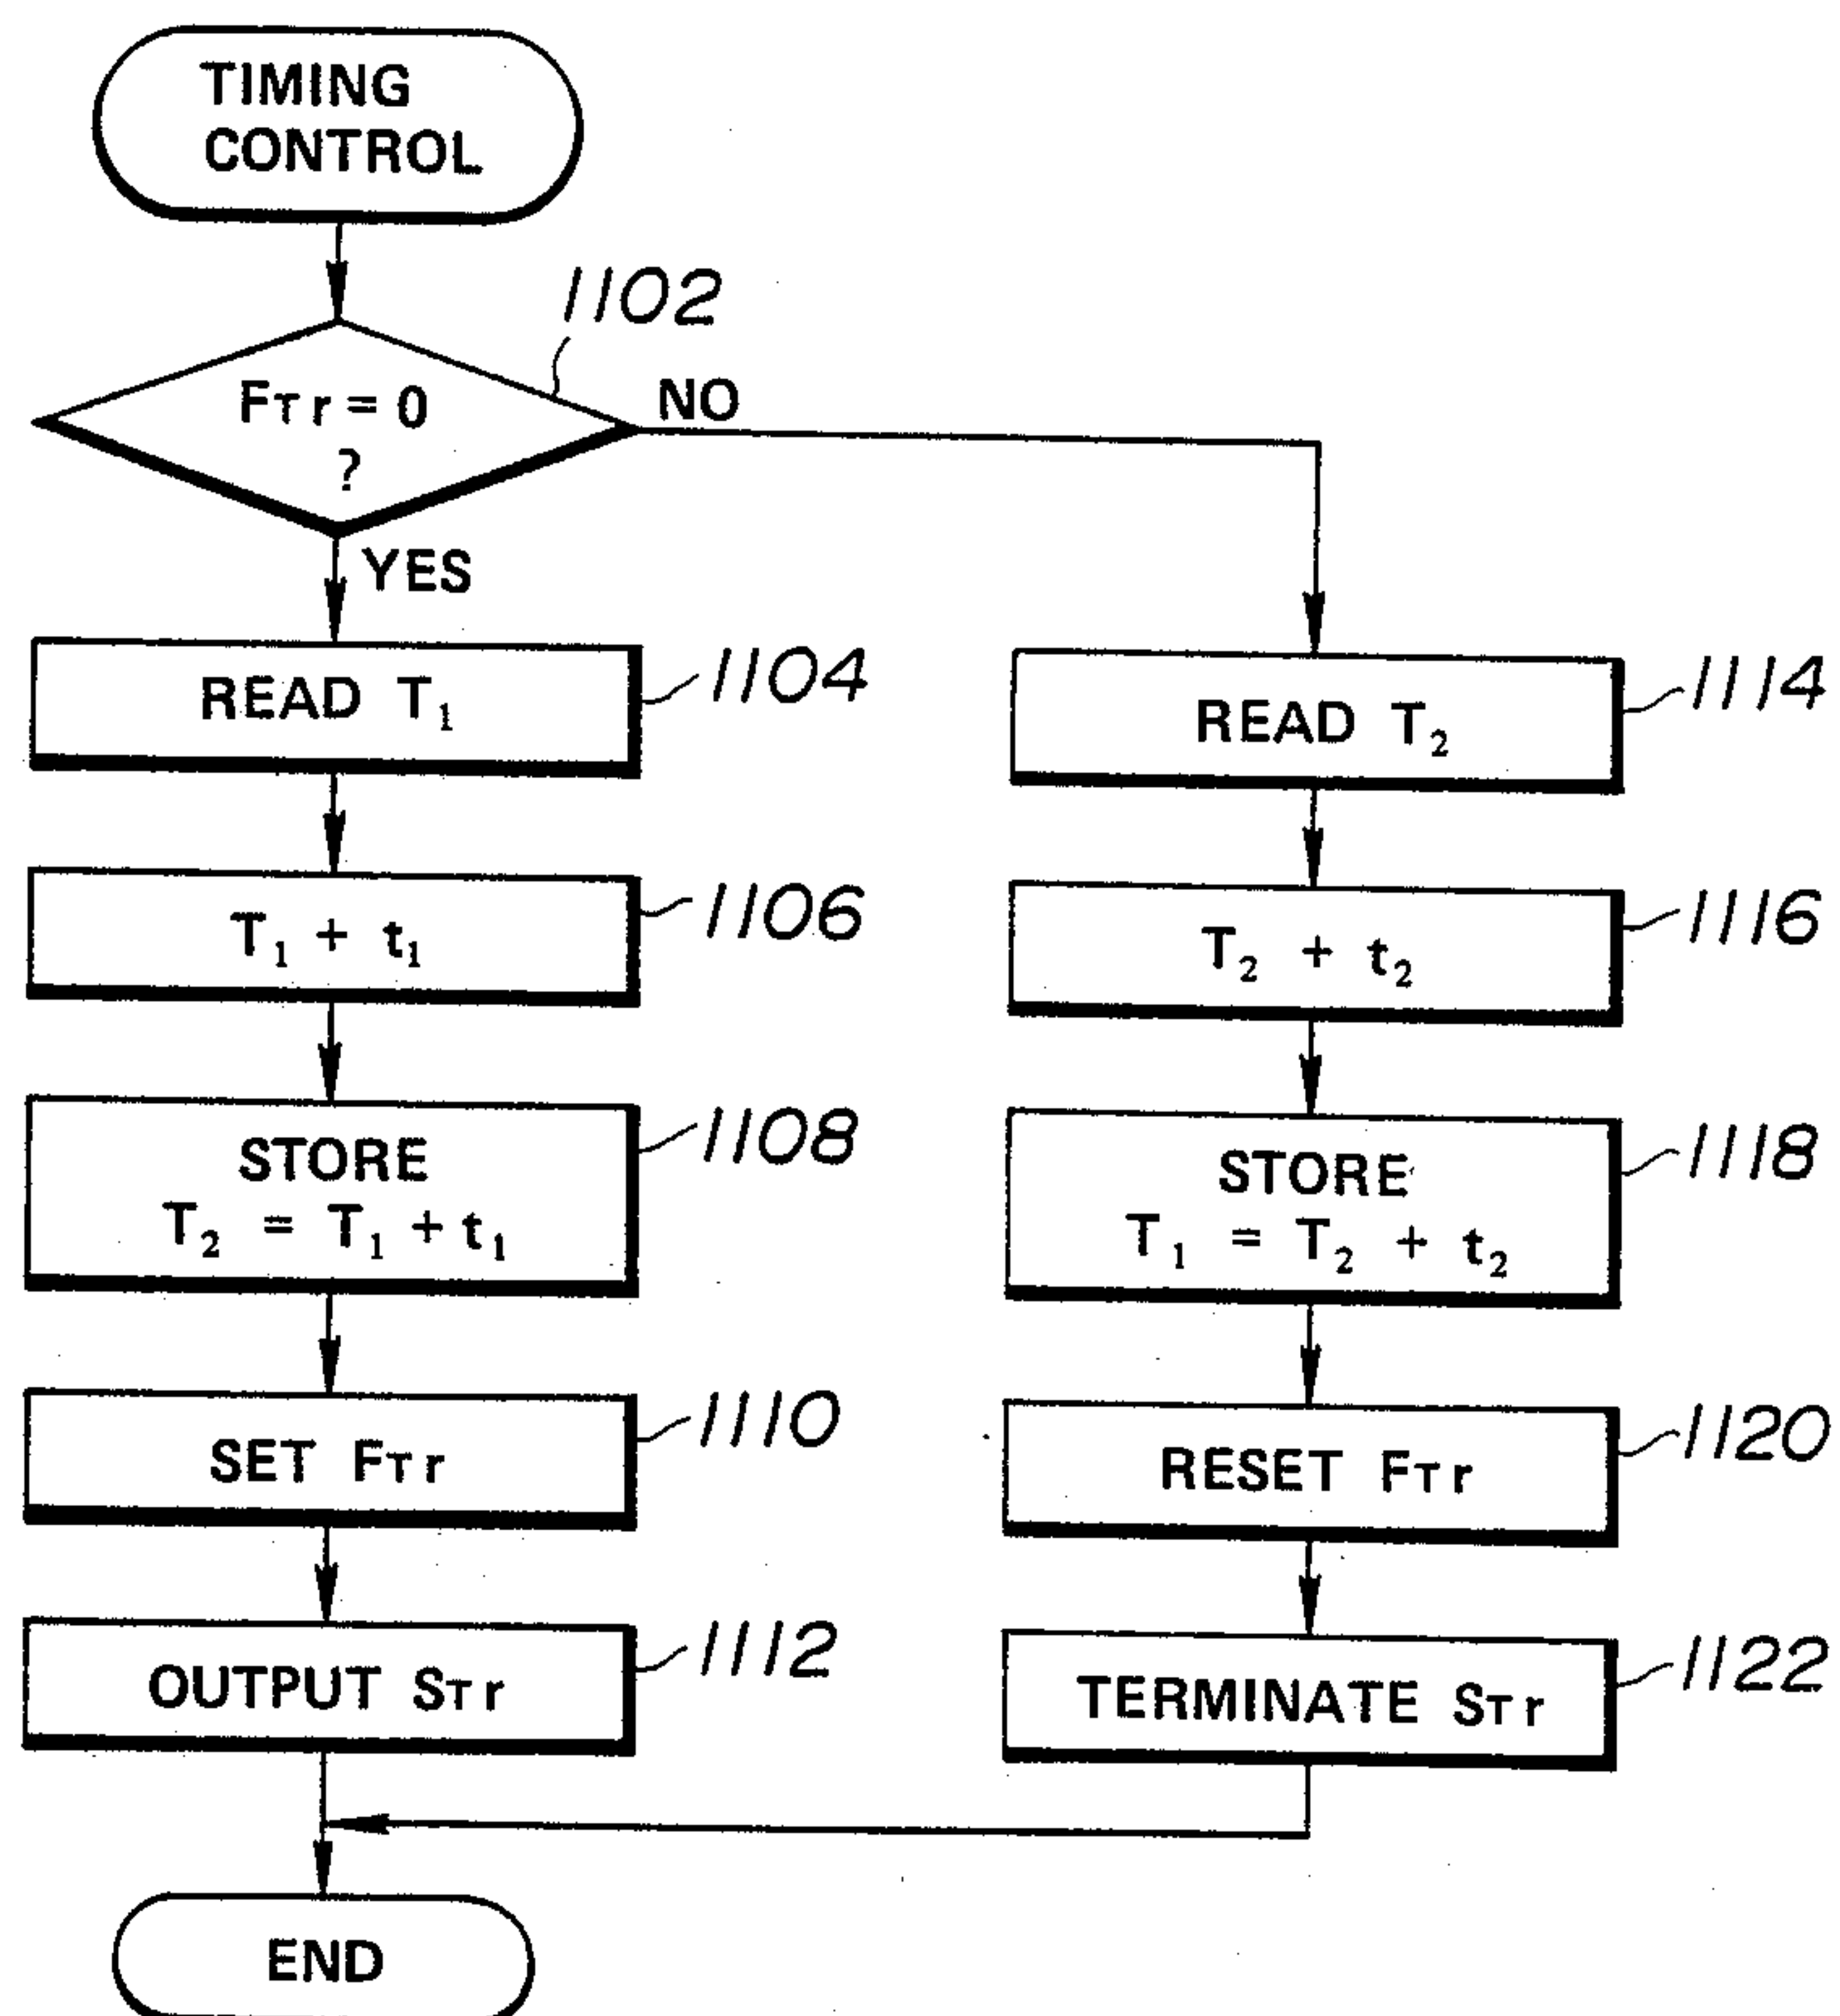 TIMING
CONTROL
1102
FTr = 0
?
NO
YES
READ T₁
1104
T₁ + t₁
1106
STORE
T₂ = T₁ + t₁
1108
SET FTr
1110
OUTPUT STr
1112
READ T₂
1114
T₂ + t₂
1116
STORE
T₁ = T₂ + t₂
1118
RESET FTr
1120
TERMINATE STr
1122
END